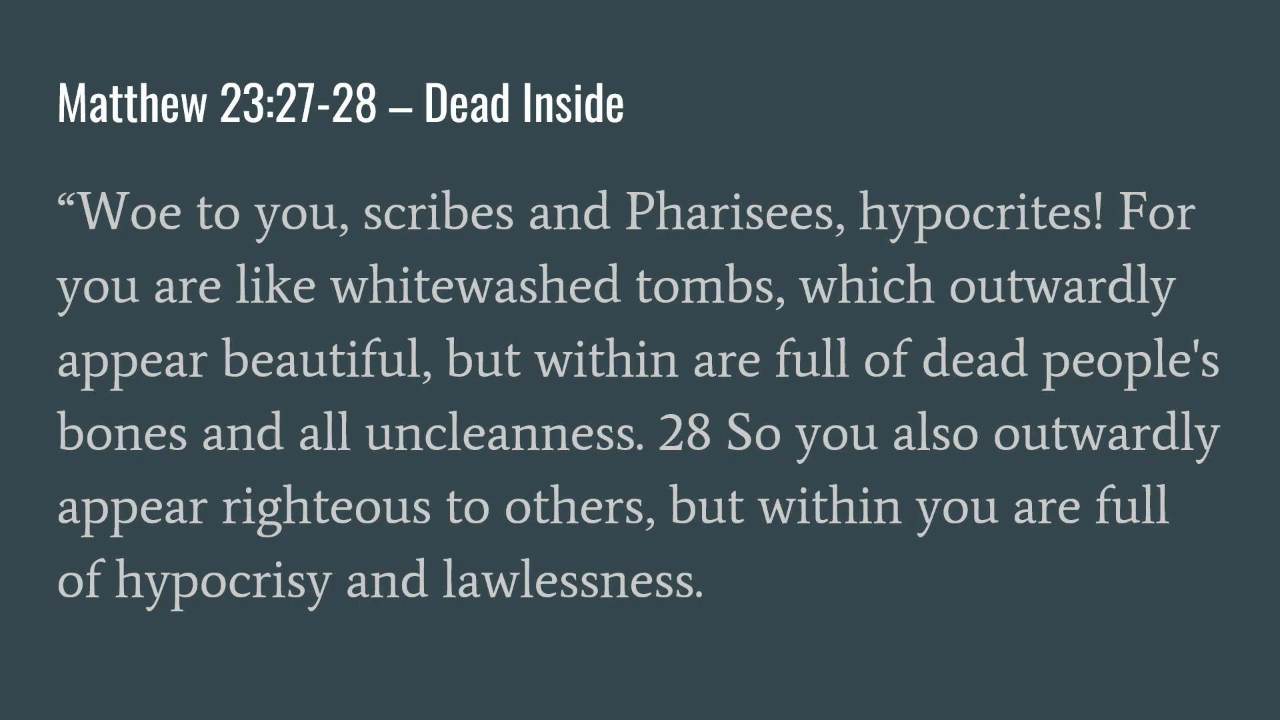 Matthew 23:27-28 – Dead Inside
“Woe to you, scribes and Pharisees, hypocrites! For
you are like whitewashed tombs, which outwardly
appear beautiful, but within are full of dead people's
bones and all uncleanness. 28 So you also outwardly
appear righteous to others, but within you are full
of hypocrisy and lawlessness.